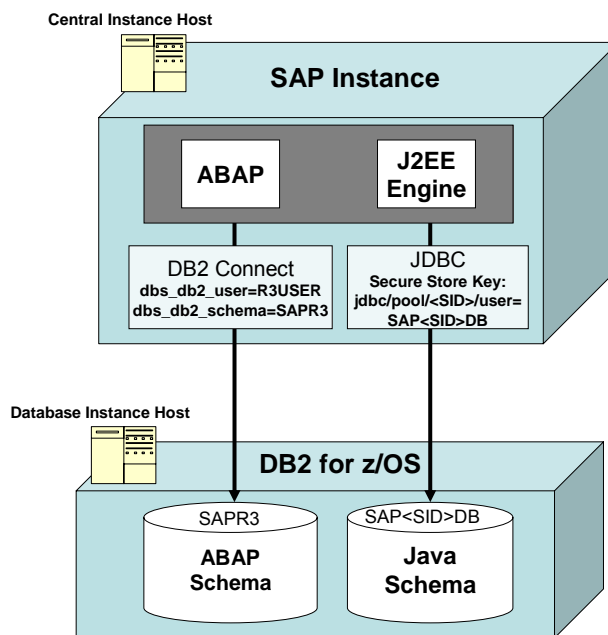 Central Instance Host
SAP Instance
ABAP
J2EE
Engine
DB2 Connect
dbs_db2_user=R3USER
dbs_db2_schema=SAPR3
JDBC
Secure Store Key:
jdbc/pool/<SID>/user=
SAP<SID>DB
Database Instance Host
DB2 for z/OS
SAPR3
ABAP
Schema
SAP<SID>DB
Java
Schema